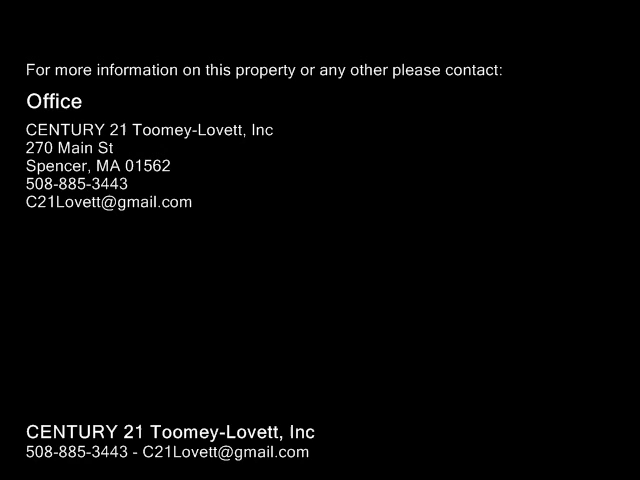 For more information on this property or any other please contact:
Office
CENTURY 21 Toomey-Lovett, Inc
270 Main St
Spencer, MA 01562
508-885-3443
C21Lovett@gmail.com
CENTURY 21 Toomey-Lovett, Inc
508-885-3443 - C21Lovett@gmail.com